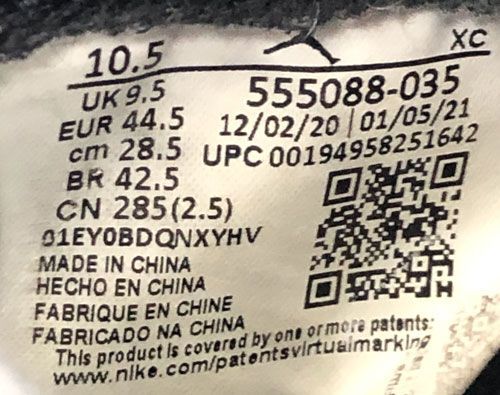 10.5 XC
UK 9.5 555088-035
EUR 44.5 12/02/20 | 01/05/21
cm 28.5 UPC 00194958251642
BR 42.5
CN 285(2.5)
01EY0BDQNXYHV
MADE IN CHINA
HECHO EN CHINA
FABRIQUE EN CHINE
FABRICADO NA CHINA
This product is covered by one or more patents:
www.nike.com/patentsvirtualmarking